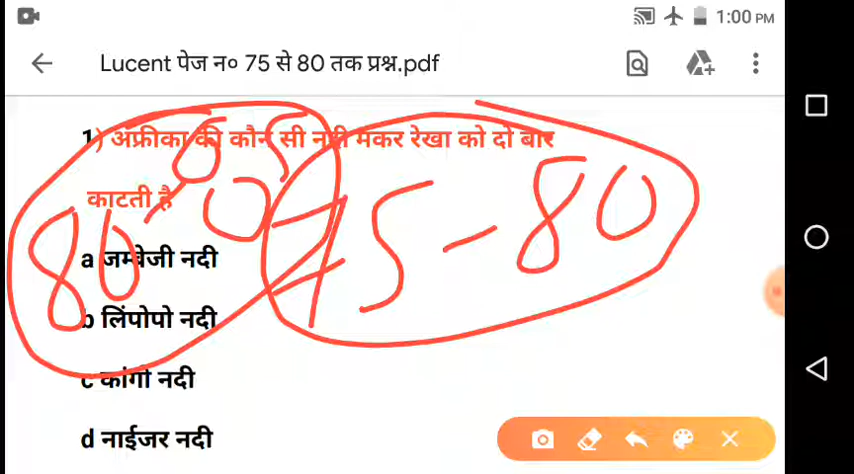 1:00 PM
Lucent पेज न० 75 से 80 तक प्रश्न.pdf
1) अफ्रीका की कौन सी नदी मकर रेखा को दो बार
काटती है
80 75-80
a जम्वेजी नदी
b लिंपोपो नदी
c कांगो नदी
d नाईजर नदी